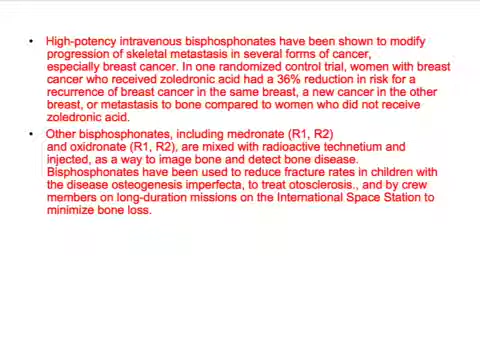 • High-potency intravenous bisphosphonates have been shown to modify
progression of skeletal metastasis in several forms of cancer,
especially breast cancer. In one randomized control trial, women with breast
cancer who received zoledronic acid had a 36% reduction in risk for a
recurrence of breast cancer in the same breast, a new cancer in the other
breast, or metastasis to bone compared to women who did not receive
zoledronic acid.
• Other bisphosphonates, including medronate (R1, R2)
and oxidronate (R1, R2), are mixed with radioactive technetium and
injected, as a way to image bone and detect bone disease.
Bisphosphonates have been used to reduce fracture rates in children with
the disease osteogenesis imperfecta, to treat otosclerosis., and by crew
members on long-duration missions on the International Space Station to
minimize bone loss.